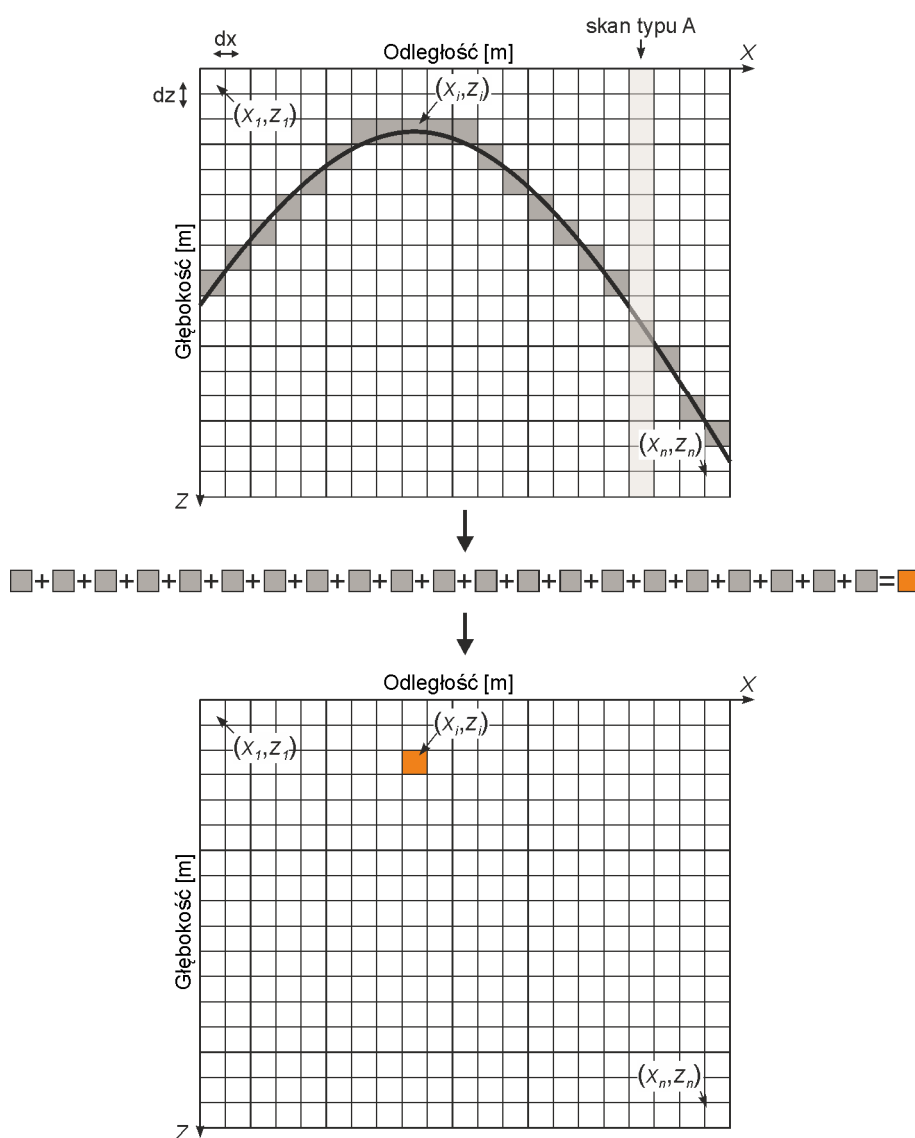 skan typu A
dx
Odległość [m]
X
dz
(x₁,z₁)
(xᵢ,zᵢ)
Głębokość [m]
(xₙ,zₙ)
Z
+ + + + + + + + + + + + + + + + + + + + =
Odległość [m]
X
(x₁,z₁)
(xᵢ,zᵢ)
Głębokość [m]
(xₙ,zₙ)
Z